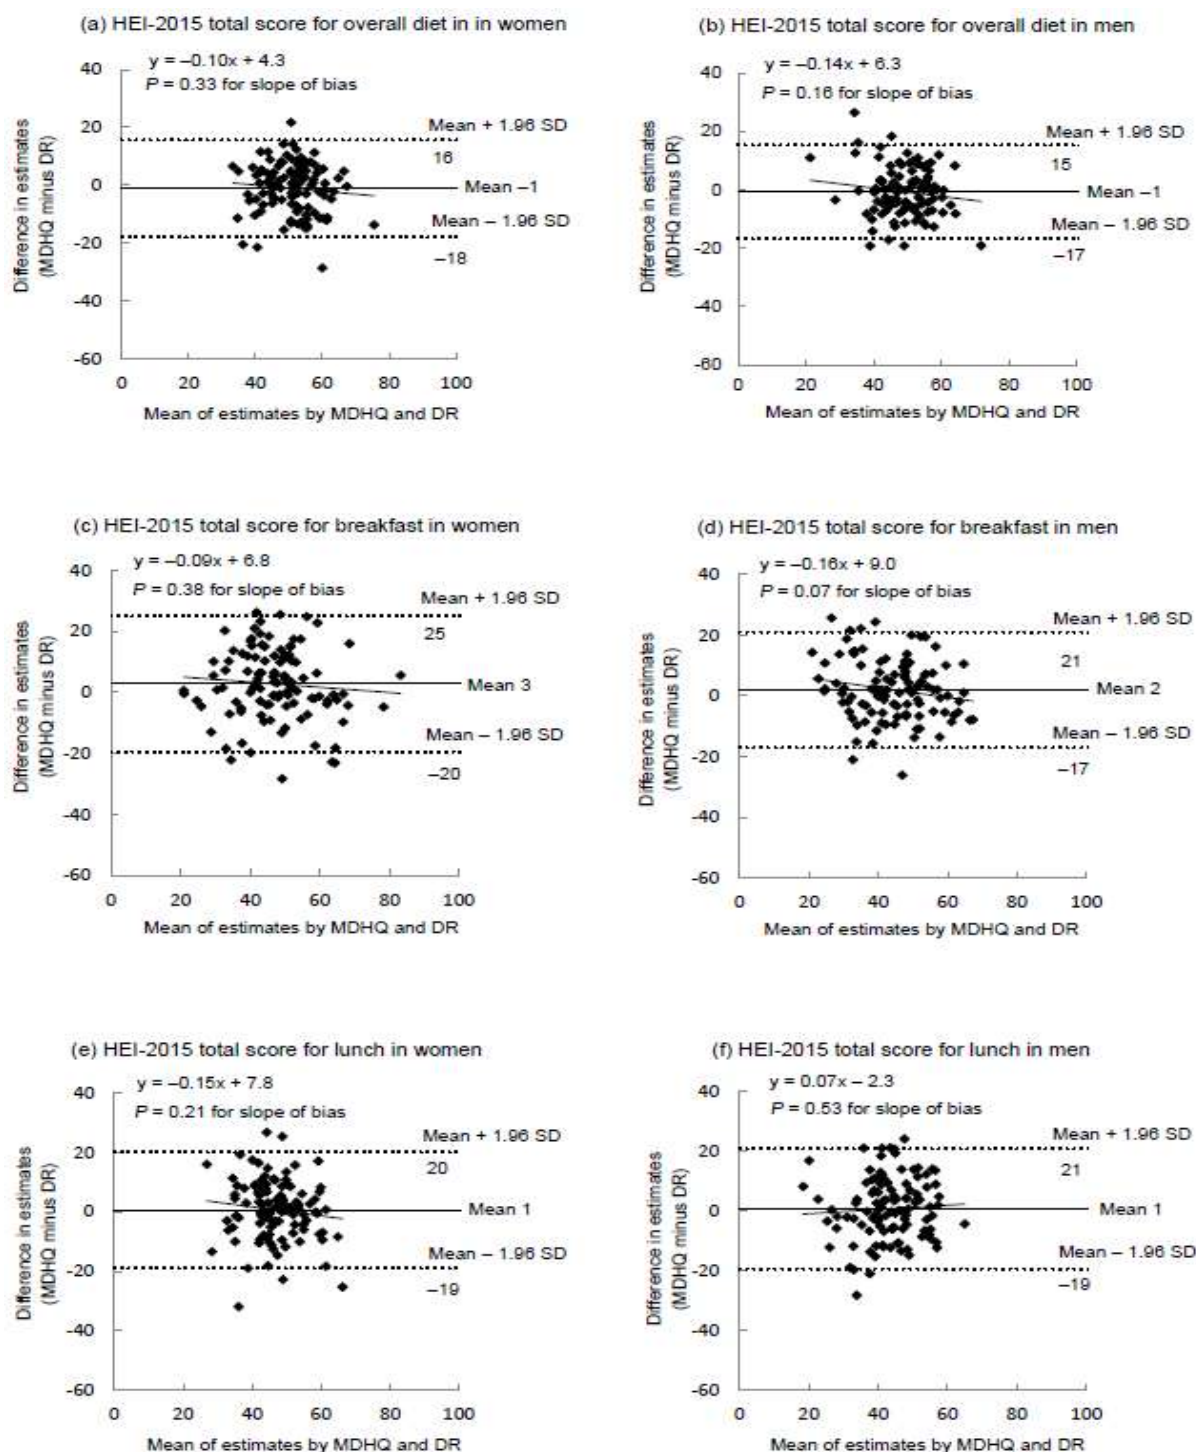 (a) HEI-2015 total score for overall diet in in women
y = –0.10x + 4.3
P = 0.33 for slope of bias
40
20
0
-20
-40
-60
Mean + 1.96 SD
16
Mean –1
Mean – 1.96 SD
–18
Difference in estimates
(MDHQ minus DR)
0 20 40 60 80 100
Mean of estimates by MDHQ and DR
(b) HEI-2015 total score for overall diet in men
y = –0.14x + 6.3
P = 0.16 for slope of bias
40
20
0
-20
-40
-60
Mean + 1.96 SD
15
Mean –1
Mean – 1.96 SD
–17
Difference in estimates
(MDHQ minus DR)
0 20 40 60 80 100
Mean of estimates by MDHQ and DR
(c) HEI-2015 total score for breakfast in women
y = –0.09x + 6.8
P = 0.38 for slope of bias
40
20
0
-20
-40
-60
Mean + 1.96 SD
25
Mean 3
Mean – 1.96 SD
–20
Difference in estimates
(MDHQ minus DR)
0 20 40 60 80 100
Mean of estimates by MDHQ and DR
(d) HEI-2015 total score for breakfast in men
y = –0.16x + 9.0
P = 0.07 for slope of bias
40
20
0
-20
-40
-60
Mean + 1.96 SD
21
Mean 2
Mean – 1.96 SD
–17
Difference in estimates
(MDHQ minus DR)
0 20 40 60 80 100
Mean of estimates by MDHQ and DR
(e) HEI-2015 total score for lunch in women
y = –0.15x + 7.8
P = 0.21 for slope of bias
40
20
0
-20
-40
-60
Mean + 1.96 SD
20
Mean 1
Mean – 1.96 SD
–19
Difference in estimates
(MDHQ minus DR)
0 20 40 60 80 100
Mean of estimates by MDHQ and DR
(f) HEI-2015 total score for lunch in men
y = 0.07x – 2.3
P = 0.53 for slope of bias
40
20
0
-20
-40
-60
Mean + 1.96 SD
21
Mean 1
Mean – 1.96 SD
–19
Difference in estimates
(MDHQ minus DR)
0 20 40 60 80 100
Mean of estimates by MDHQ and DR